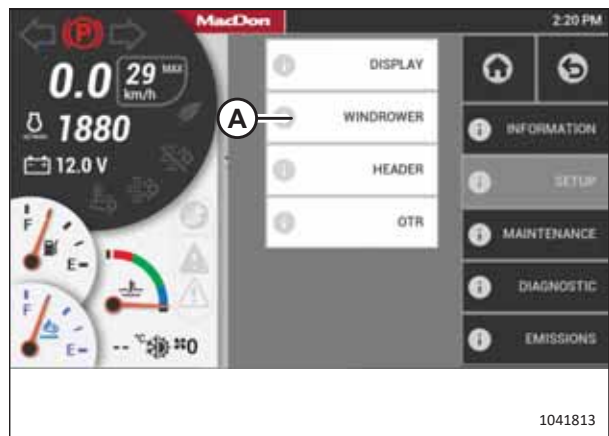 MacDon
2:20 PM
P
0.0 29 MAX
km/h
1880
12.0 V
F
E
F
E
-- °C 0
A
DISPLAY
WINDROWER
HEADER
OTR
INFORMATION
SETUP
MAINTENANCE
DIAGNOSTIC
EMISSIONS
1041813